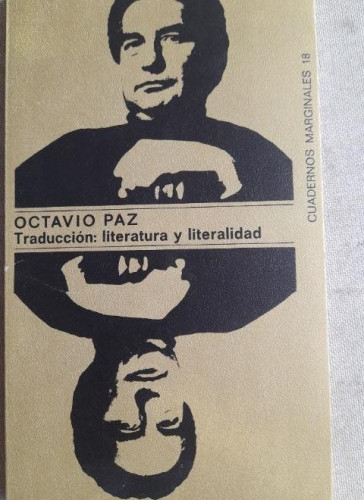 OCTAVIO PAZ
Traducción: literatura y literalidad
CUADERNOS MARGINALES 18